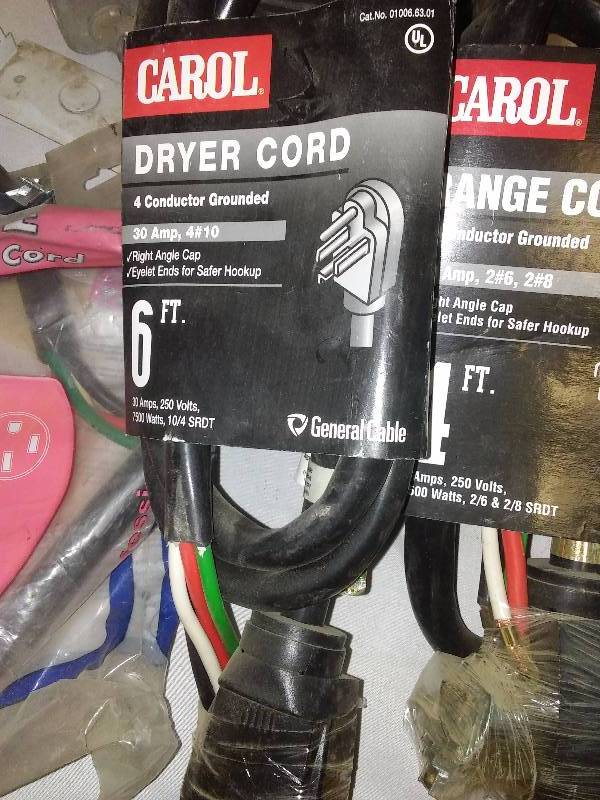 Cat.No. 01006.63.01
UL
CAROL®
DRYER CORD
4 Conductor Grounded
30 Amp, 4#10
✓Right Angle Cap
✓Eyelet Ends for Safer Hookup
6 FT.
30 Amps, 250 Volts,
7500 Watts, 10/4 SRDT
General Cable
CAROL®
ANGE CO
nductor Grounded
Amp, 2#6, 2#8
ht Angle Cap
let Ends for Safer Hookup
4 FT.
Amps, 250 Volts,
500 Watts, 2/6 & 2/8 SRDT
Cord
essi